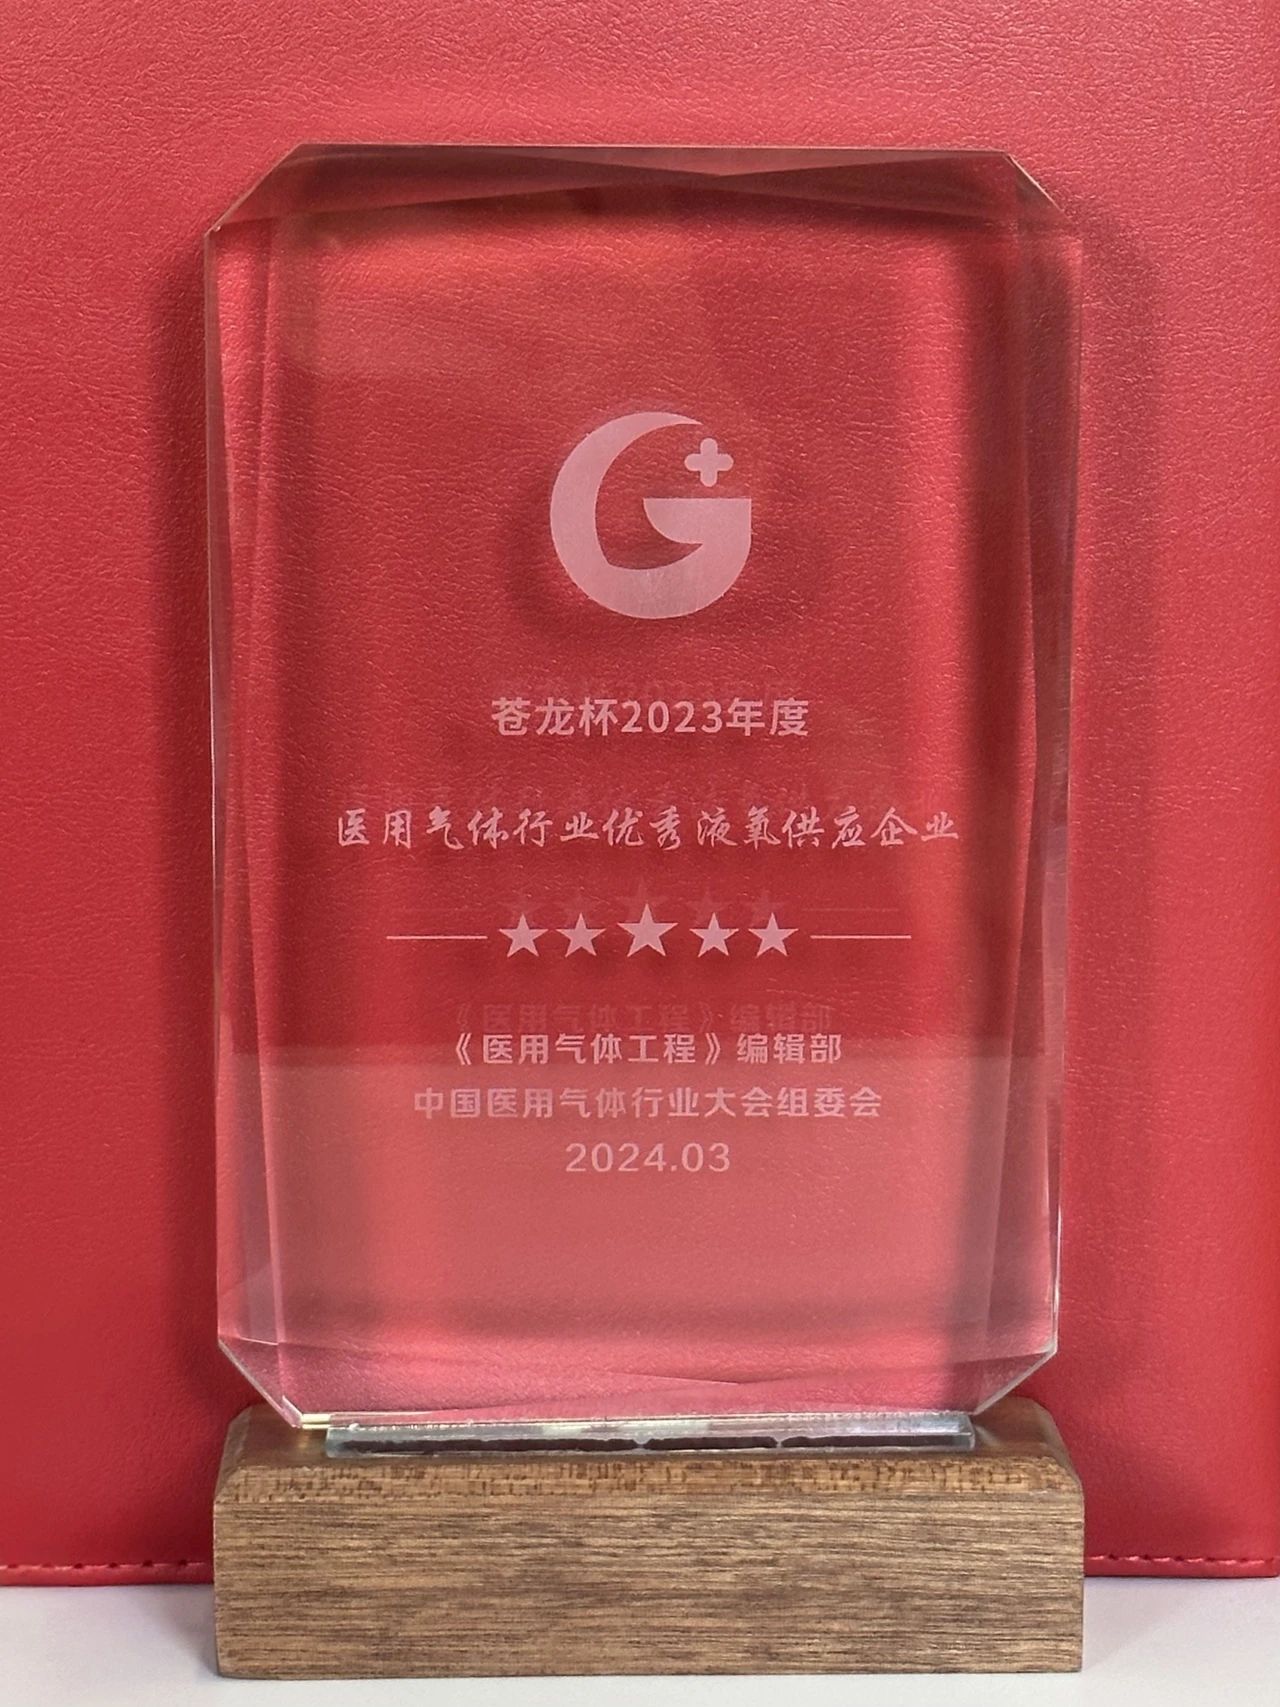 苍龙杯2023年度
医用气体行业优秀液氧供应企业
《医用气体工程》编辑部
中国医用气体行业大会组委会
2024.03